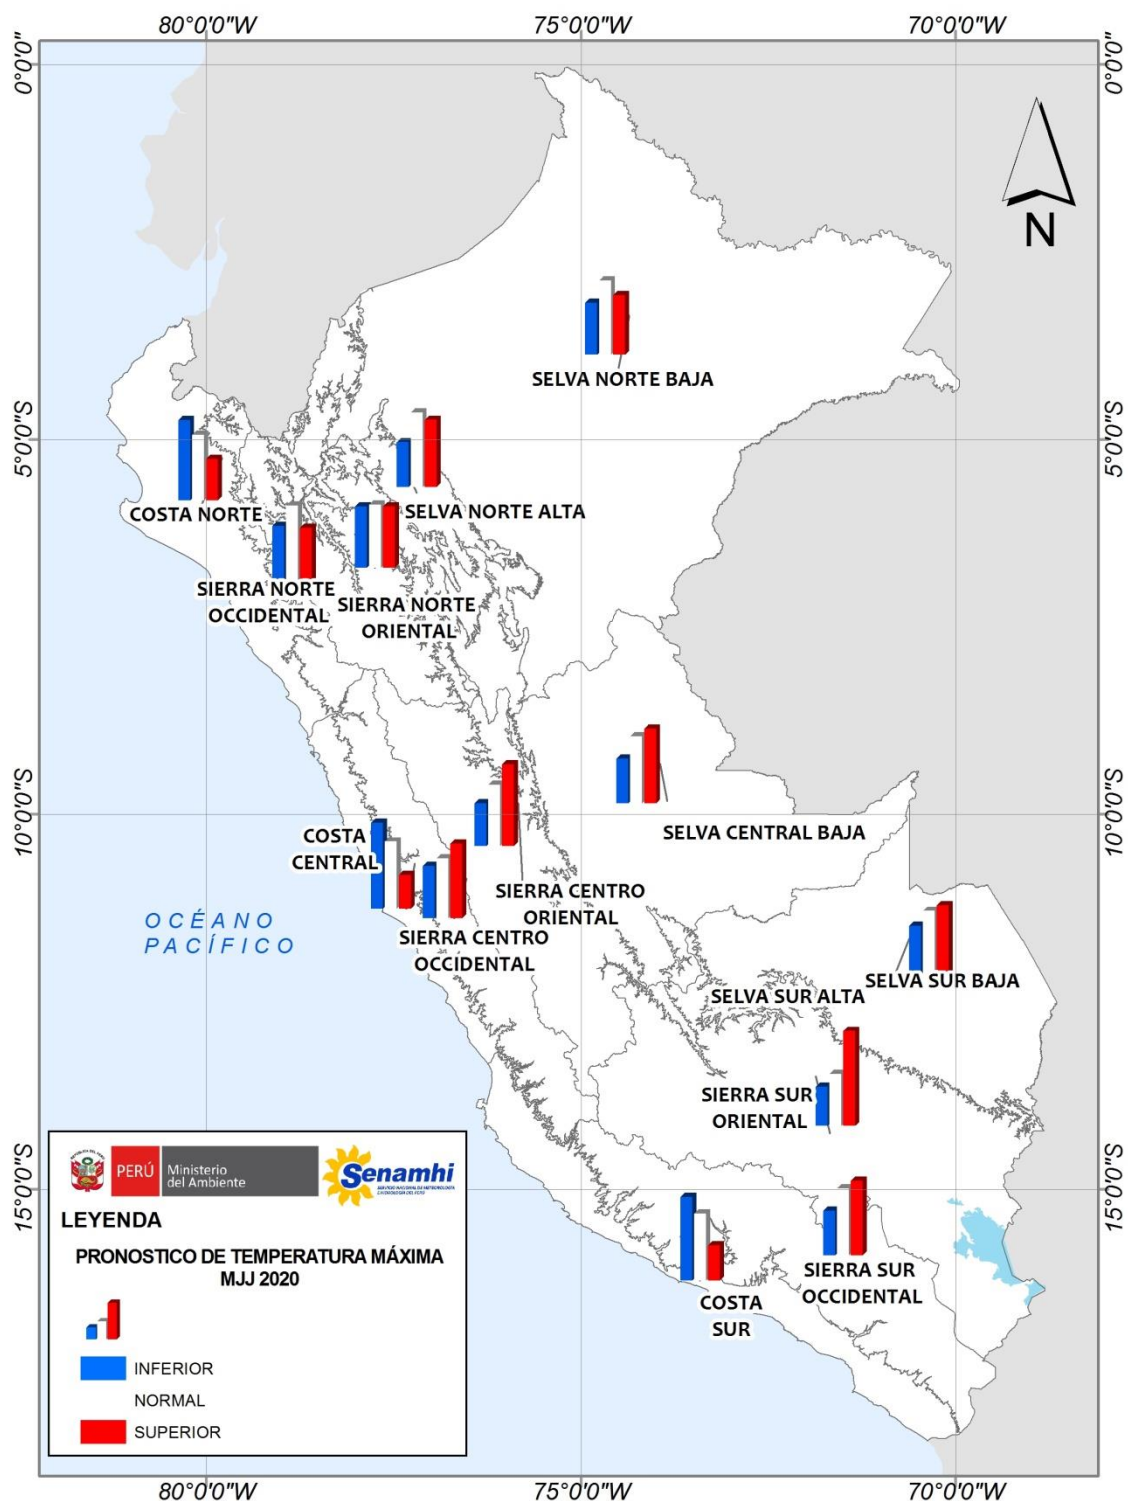 80°0'0"W
75°0'0"W
70°0'0"W
0°0'0"
0°0'0"
N
SELVA NORTE BAJA
5°0'0"S
5°0'0"S
COSTA NORTE
SELVA NORTE ALTA
SIERRA NORTE
OCCIDENTAL
SIERRA NORTE
ORIENTAL
10°0'0"S
10°0'0"S
COSTA
CENTRAL
SELVA CENTRAL BAJA
SIERRA CENTRO
ORIENTAL
SIERRA CENTRO
OCCIDENTAL
OCÉANO
PACÍFICO
SELVA SUR BAJA
SELVA SUR ALTA
SIERRA SUR
ORIENTAL
15°0'0"S
15°0'0"S
SIERRA SUR
OCCIDENTAL
COSTA
SUR
PERÚ
Ministerio
del Ambiente
Senamhi
LEYENDA
PRONOSTICO DE TEMPERATURA MÁXIMA
MJJ 2020
INFERIOR
NORMAL
SUPERIOR
80°0'0"W
75°0'0"W
70°0'0"W